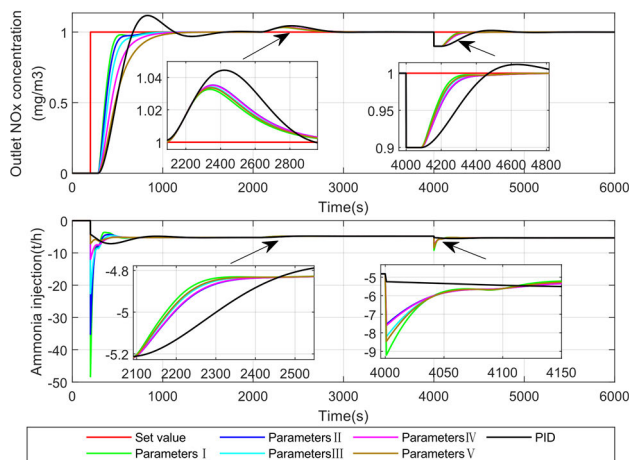 Outlet NOx concentration
(mg/m3)
1
0.5
0
1.04
1.02
1
2200 2400 2600 2800
1
0.95
0.9
4000 4200 4400 4600 4800
0 1000 2000 3000 4000 5000 6000
Time(s)
Ammonia injection(t/h)
0
-10
-20
-30
-40
-50
-4.8
-5
-5.2
2100 2200 2300 2400 2500
-5
-6
-7
-8
-9
4000 4050 4100 4150
0 1000 2000 3000 4000 5000 6000
Time(s)
Set value Parameters Ⅱ Parameters Ⅳ PID
Parameters Ⅰ Parameters Ⅲ Parameters Ⅴ